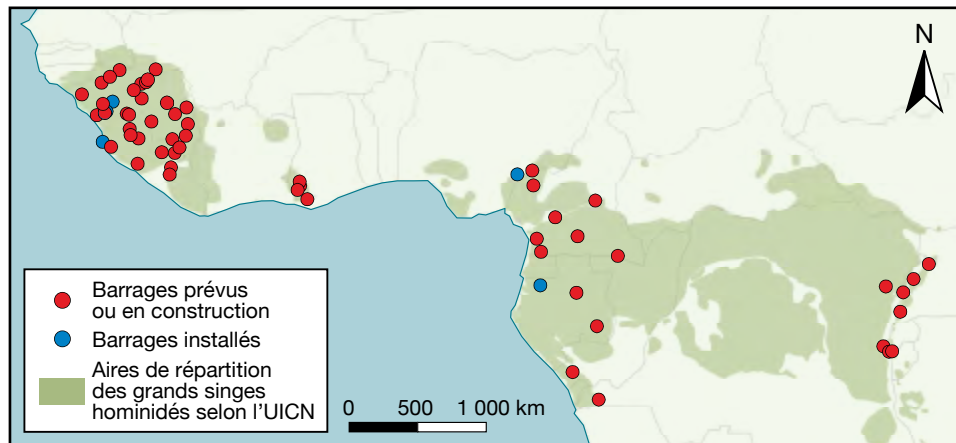 N
Barrages prévus
ou en construction
Barrages installés
Aires de répartition
des grands singes
hominidés selon l'UICN
0 500 1 000 km